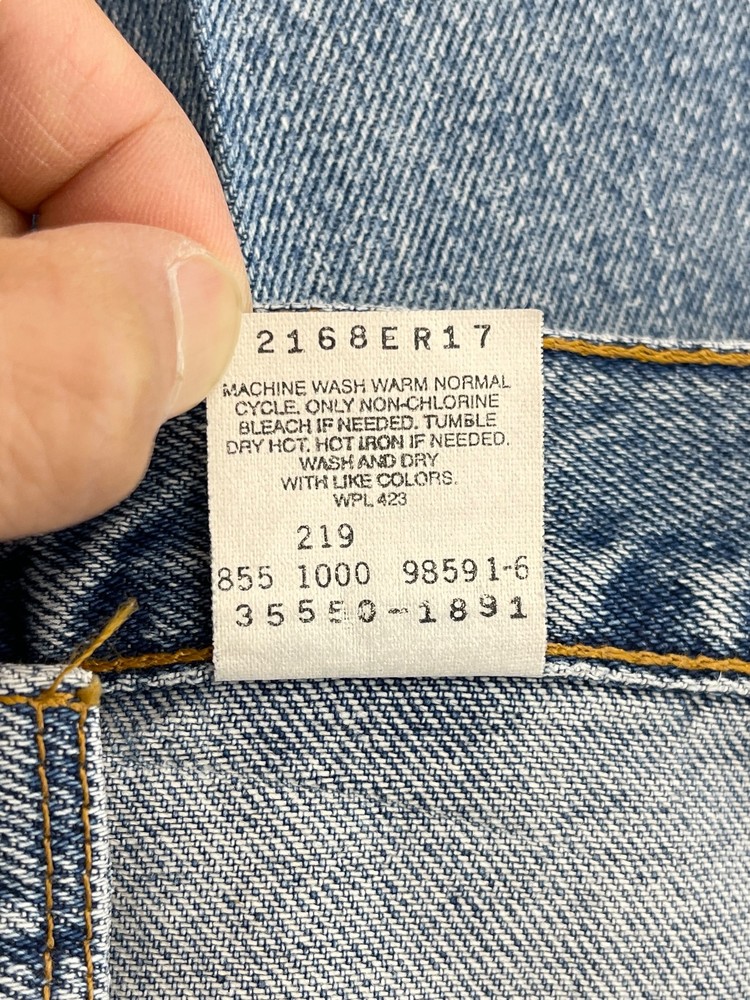 2168ER17
MACHINE WASH WARM NORMAL
CYCLE. ONLY NON-CHLORINE
BLEACH IF NEEDED. TUMBLE
DRY HOT. HOT IRON IF NEEDED.
WASH AND DRY
WITH LIKE COLORS.
WPL 423
219
855 1000 98591-6
35550-1891